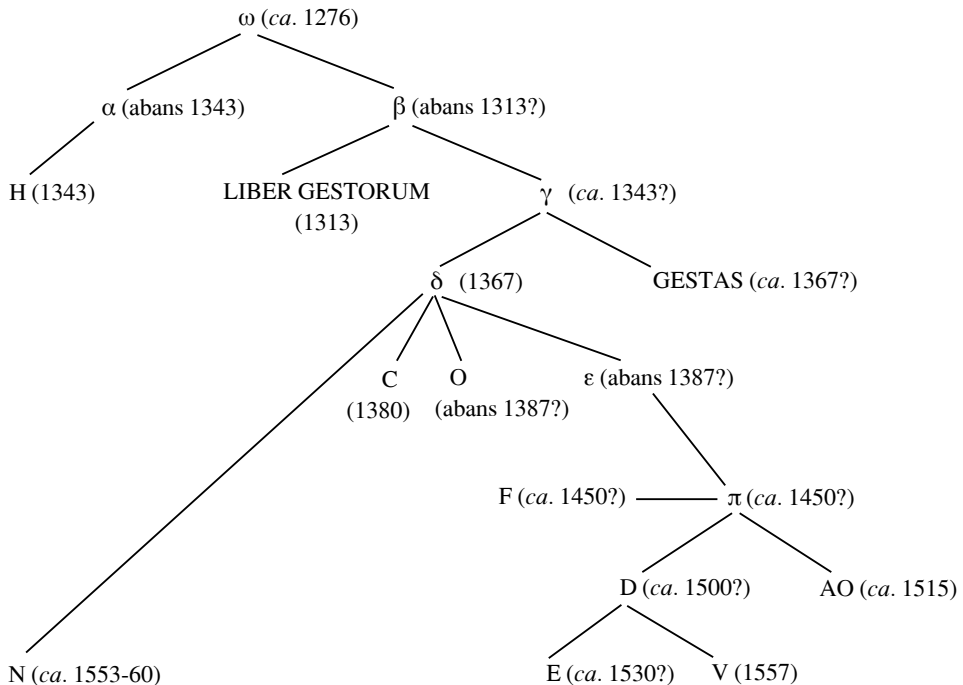 ω (ca. 1276)
α (abans 1343) β (abans 1313?)
H (1343) LIBER GESTORUM γ (ca. 1343?)
(1313)
δ (1367) GESTAS (ca. 1367?)
C O ε (abans 1387?)
(1380) (abans 1387?)
F (ca. 1450?) π (ca. 1450?)
D (ca. 1500?) AO (ca. 1515)
N (ca. 1553-60) E (ca. 1530?) V (1557)